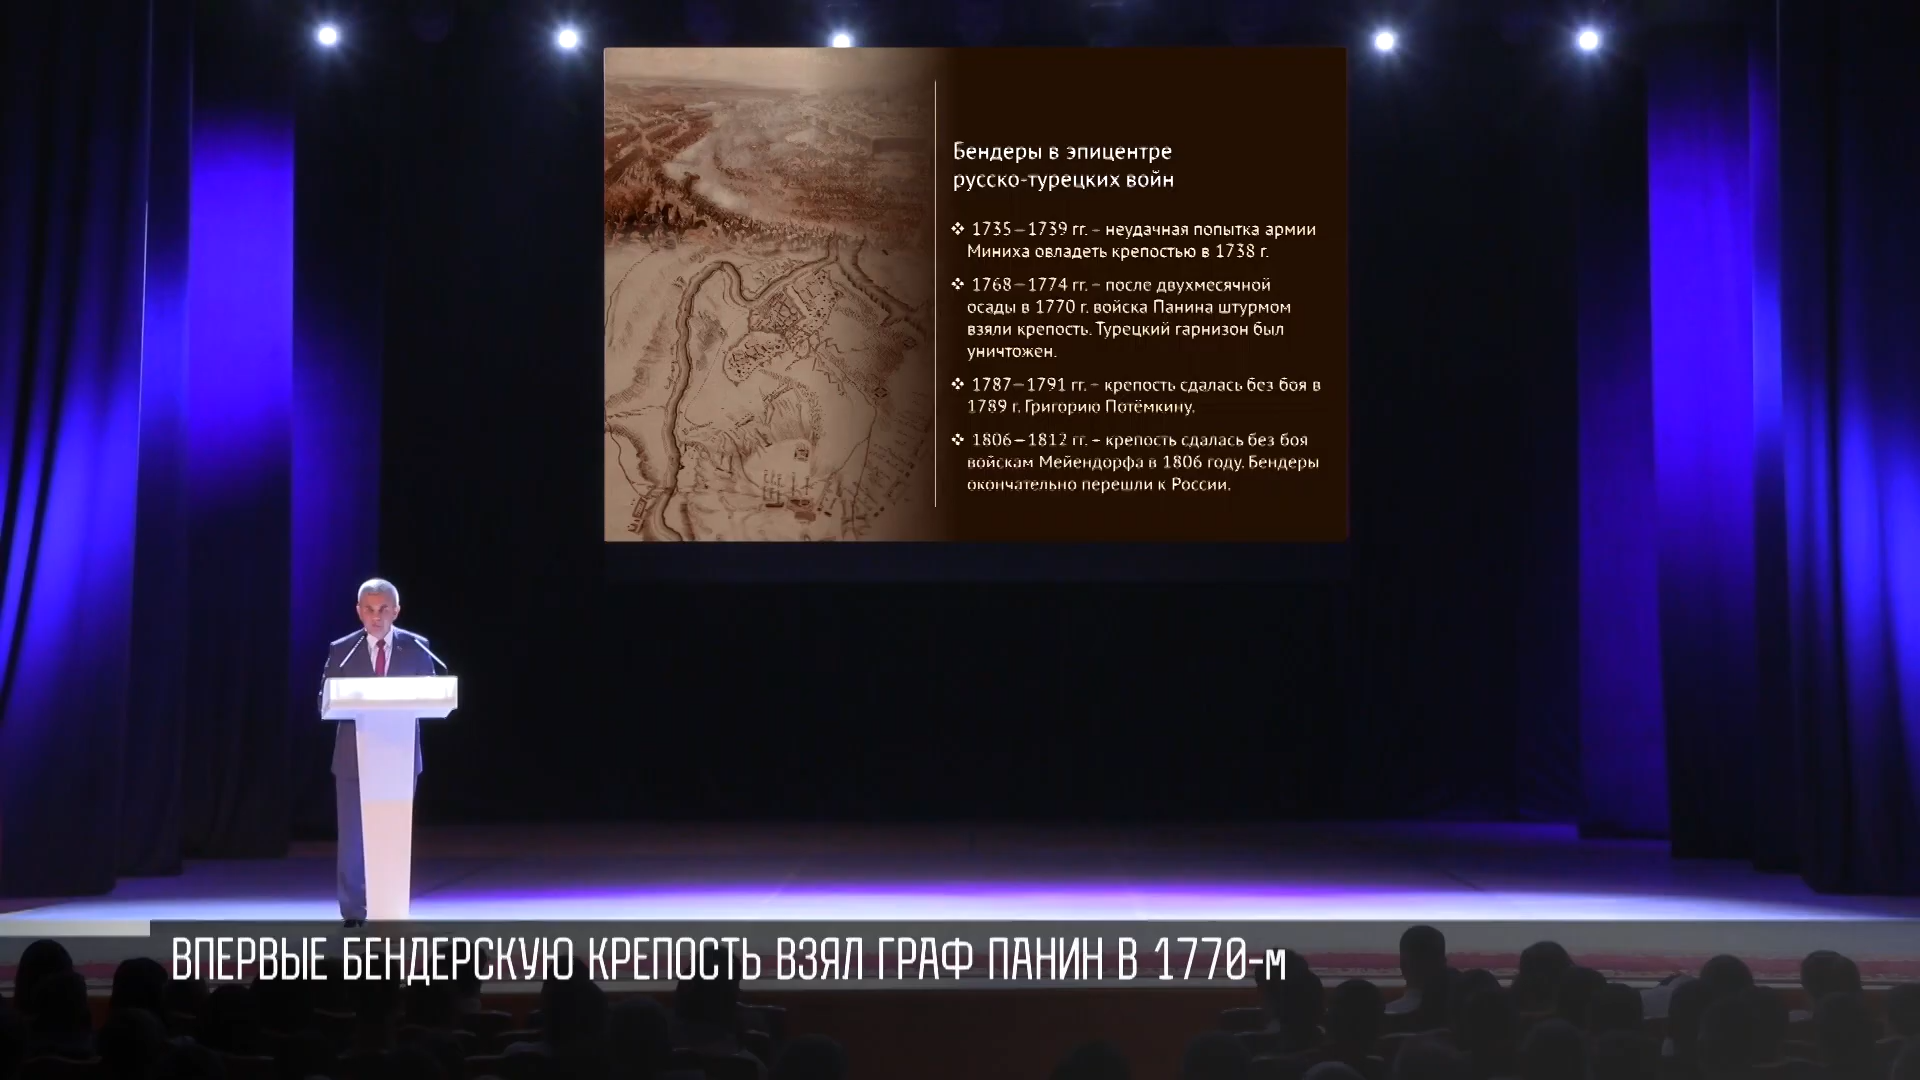 Бендеры в эпицентре
русско-турецких войн
❖ 1735–1739 гг. – неудачная попытка армии
Миниха овладеть крепостью в 1738 г.
❖ 1768–1774 гг. – после двухмесячной
осады в 1770 г. войска Панина штурмом
взяли крепость. Турецкий гарнизон был
уничтожен.
❖ 1787–1791 гг. – крепость сдалась без боя в
1789 г. Григорию Потёмкину.
❖ 1806–1812 гг. – крепость сдалась без боя
войскам Мейендорфа в 1806 году. Бендеры
окончательно перешли к России.
ВПЕРВЫЕ БЕНДЕРСКУЮ КРЕПОСТЬ ВЗЯЛ ГРАФ ПАНИН В 1770-м